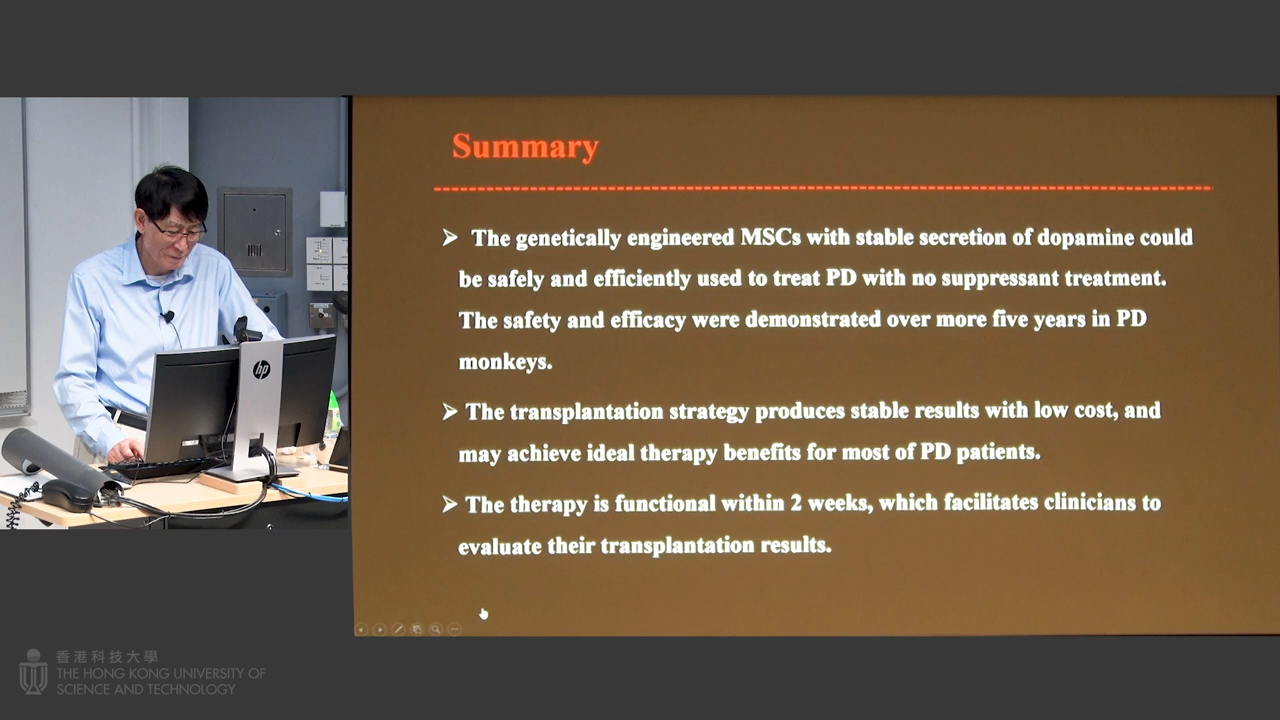 Summary
➢ The genetically engineered MSCs with stable secretion of dopamine could
be safely and efficiently used to treat PD with no suppressant treatment.
The safety and efficacy were demonstrated over more five years in PD
monkeys.
➢ The transplantation strategy produces stable results with low cost, and
may achieve ideal therapy benefits for most of PD patients.
➢ The therapy is functional within 2 weeks, which facilitates clinicians to
evaluate their transplantation results.
hp
香港科技大學
THE HONG KONG UNIVERSITY OF
SCIENCE AND TECHNOLOGY